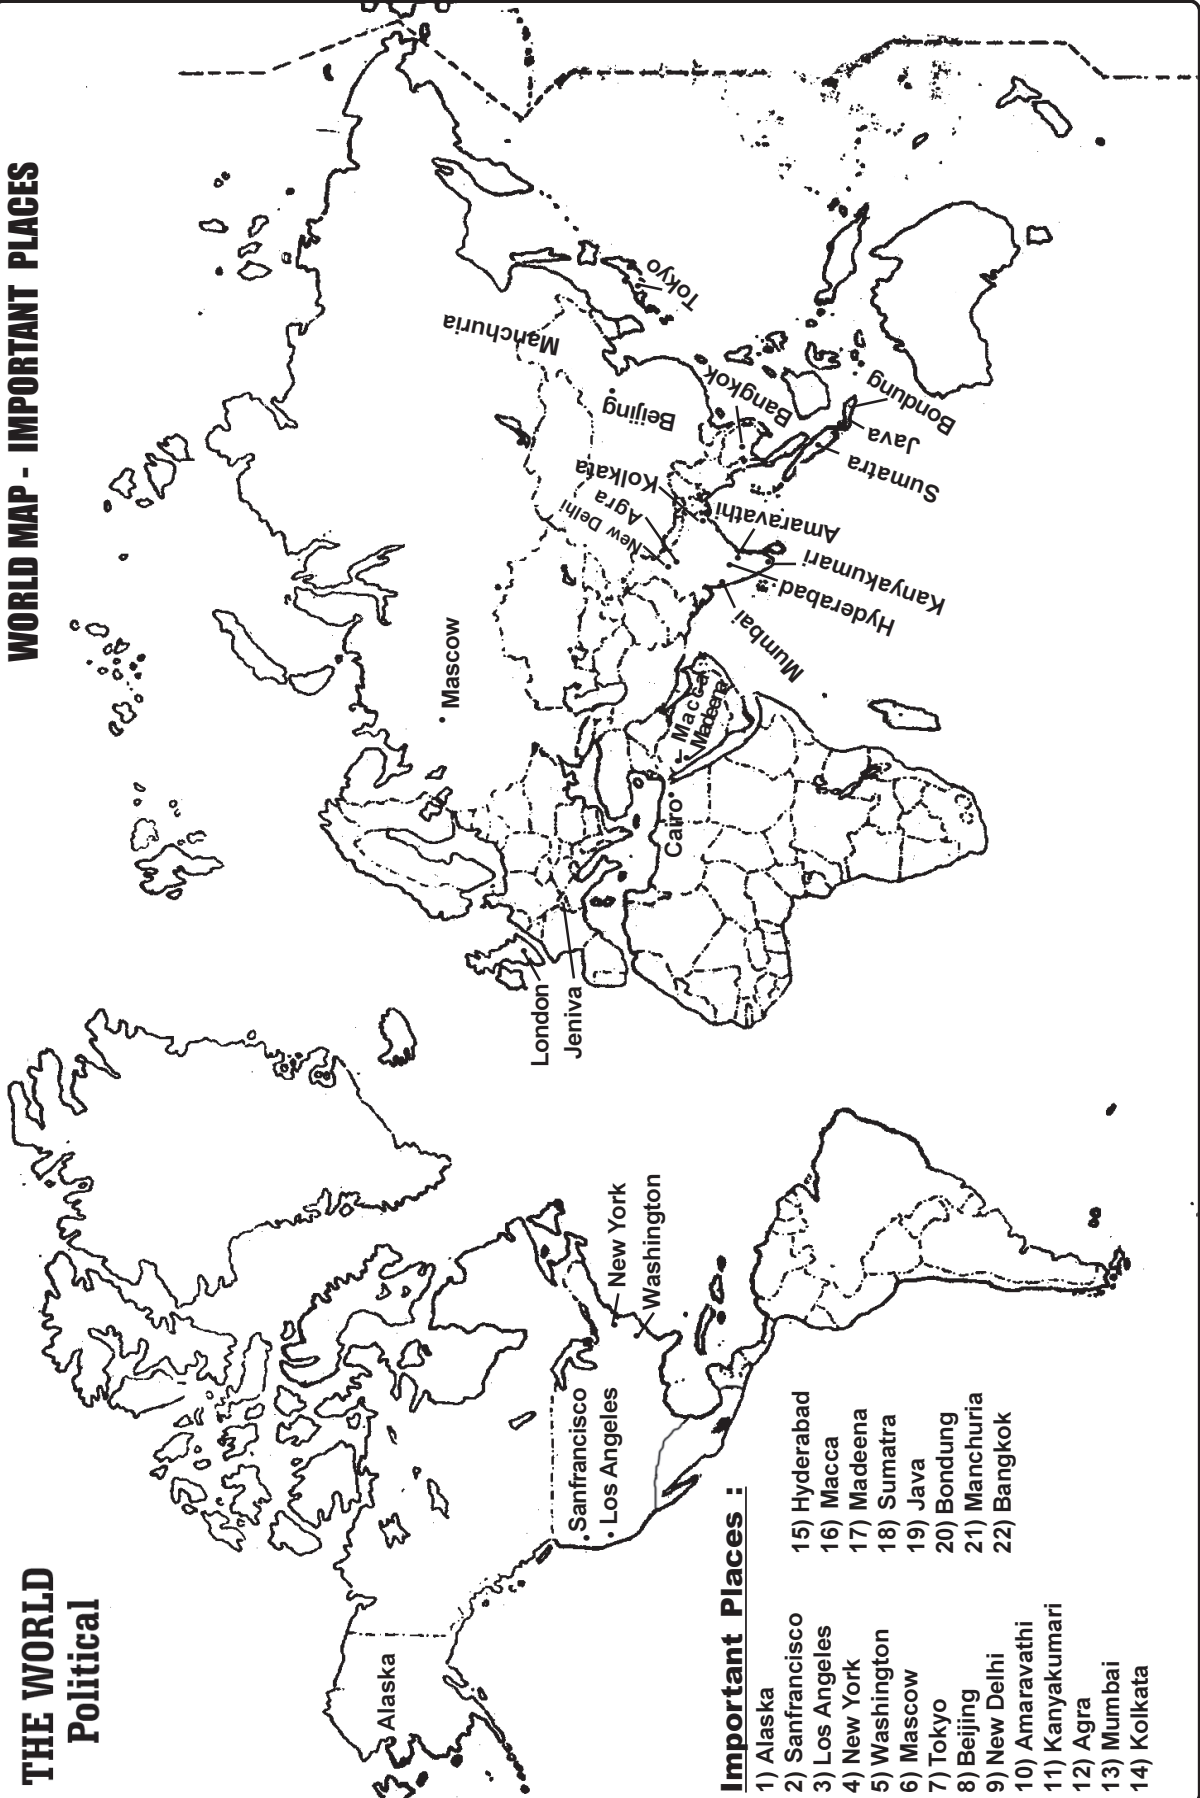 THE WORLD
Political
WORLD MAP - IMPORTANT PLACES
Alaska
Sanfrancisco
Los Angeles
New York
Washington
London
Jeniva
Mascow
Cairo
Macca
Madeena
Manchuria
Tokyo
Beijing
Bangkok
Kolkata
Agra
New Delhi
Bondung
Java
Sumatra
Amaravathi
Kanyakumari
Hyderabad
Mumbai
Important Places :
1) Alaska
2) Sanfrancisco
3) Los Angeles
4) New York
5) Washington
6) Mascow
7) Tokyo
8) Beijing
9) New Delhi
10) Amaravathi
11) Kanyakumari
12) Agra
13) Mumbai
14) Kolkata
15) Hyderabad
16) Macca
17) Madeena
18) Sumatra
19) Java
20) Bondung
21) Manchuria
22) Bangkok